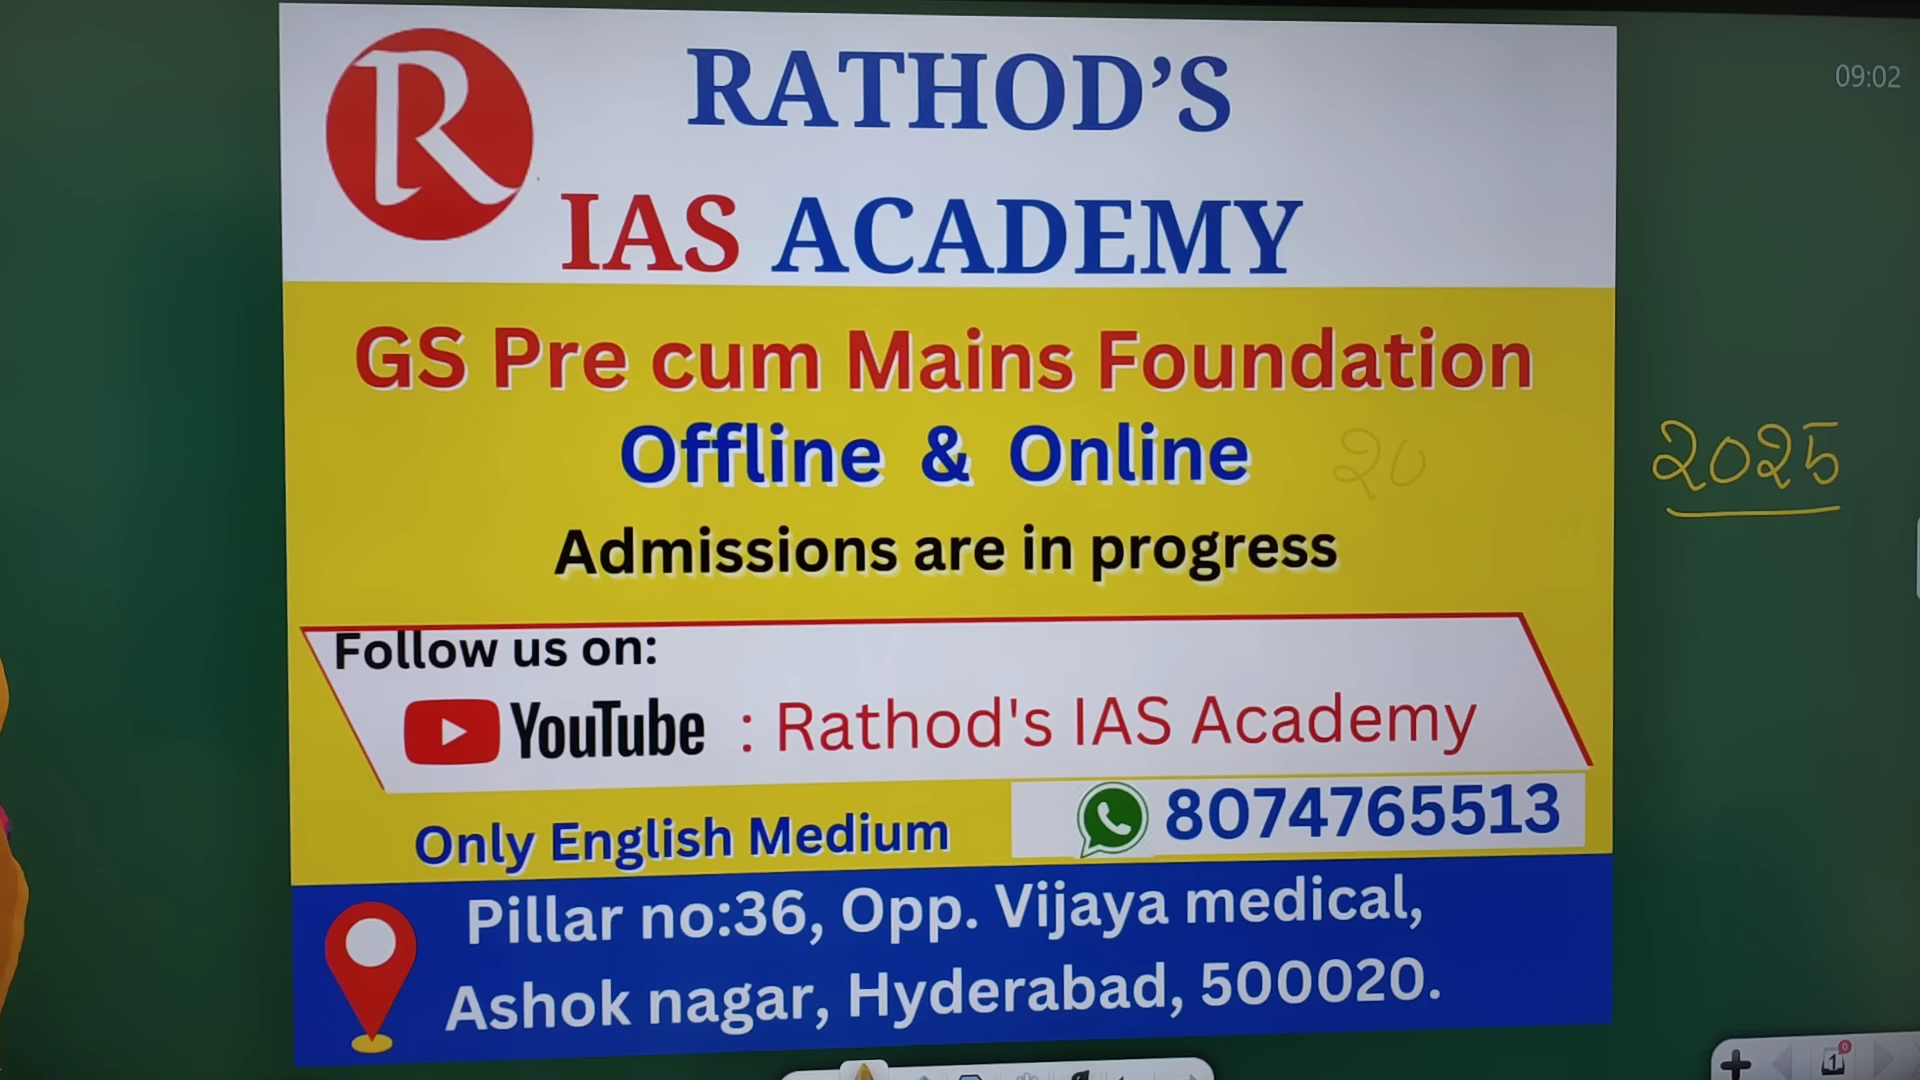 R
RATHOD'S
IAS ACADEMY
09:02
GS Pre cum Mains Foundation
Offline & Online 20
2025
Admissions are in progress
Follow us on:
YouTube : Rathod's IAS Academy
Only English Medium
8074765513
Pillar no:36, Opp. Vijaya medical,
Ashok nagar, Hyderabad, 500020.
1
0